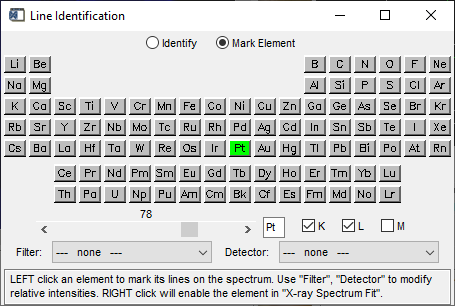 Line Identification
Identify Mark Element
Li Be B C N O F Ne
Na Mg Al Si P S Cl Ar
K Ca Sc Ti V Cr Mn Fe Co Ni Cu Zn Ga Ge As Se Br Kr
Rb Sr Y Zr Nb Mo Tc Ru Rh Pd Ag Cd In Sn Sb Te I Xe
Cs Ba La Hf Ta W Re Os Ir Pt Au Hg Tl Pb Bi Po At Rn
Ce Pr Nd Pm Sm Eu Gd Tb Dy Ho Er Tm Yb Lu
Th Pa U Np Pu Am Cm Bk Cf Es Fm Md No Lr
78
Pt K L M
Filter: --- none --- Detector: --- none ---
LEFT click an element to mark its lines on the spectrum. Use "Filter", "Detector" to modify
relative intensities. RIGHT click will enable the element in "X-ray Spectrum Fit".